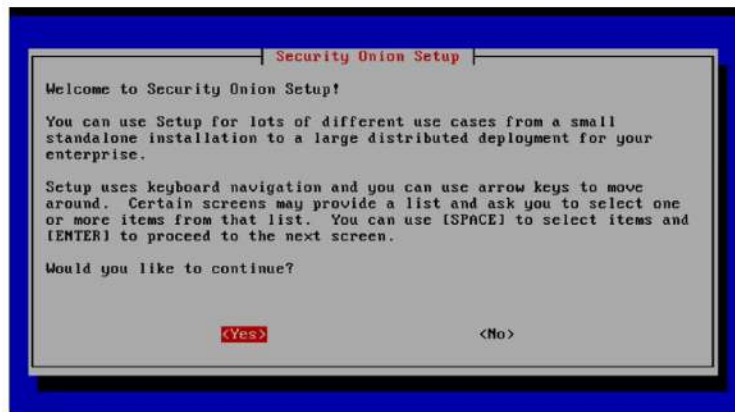 Security Onion Setup
Welcome to Security Onion Setup!
You can use Setup for lots of different use cases from a small
standalone installation to a large distributed deployment for your
enterprise.
Setup uses keyboard navigation and you can use arrow keys to move
around.  Certain screens may provide a list and ask you to select one
or more items from that list.  You can use [SPACE] to select items and
[ENTER] to proceed to the next screen.
Would you like to continue?
<Yes> <No>